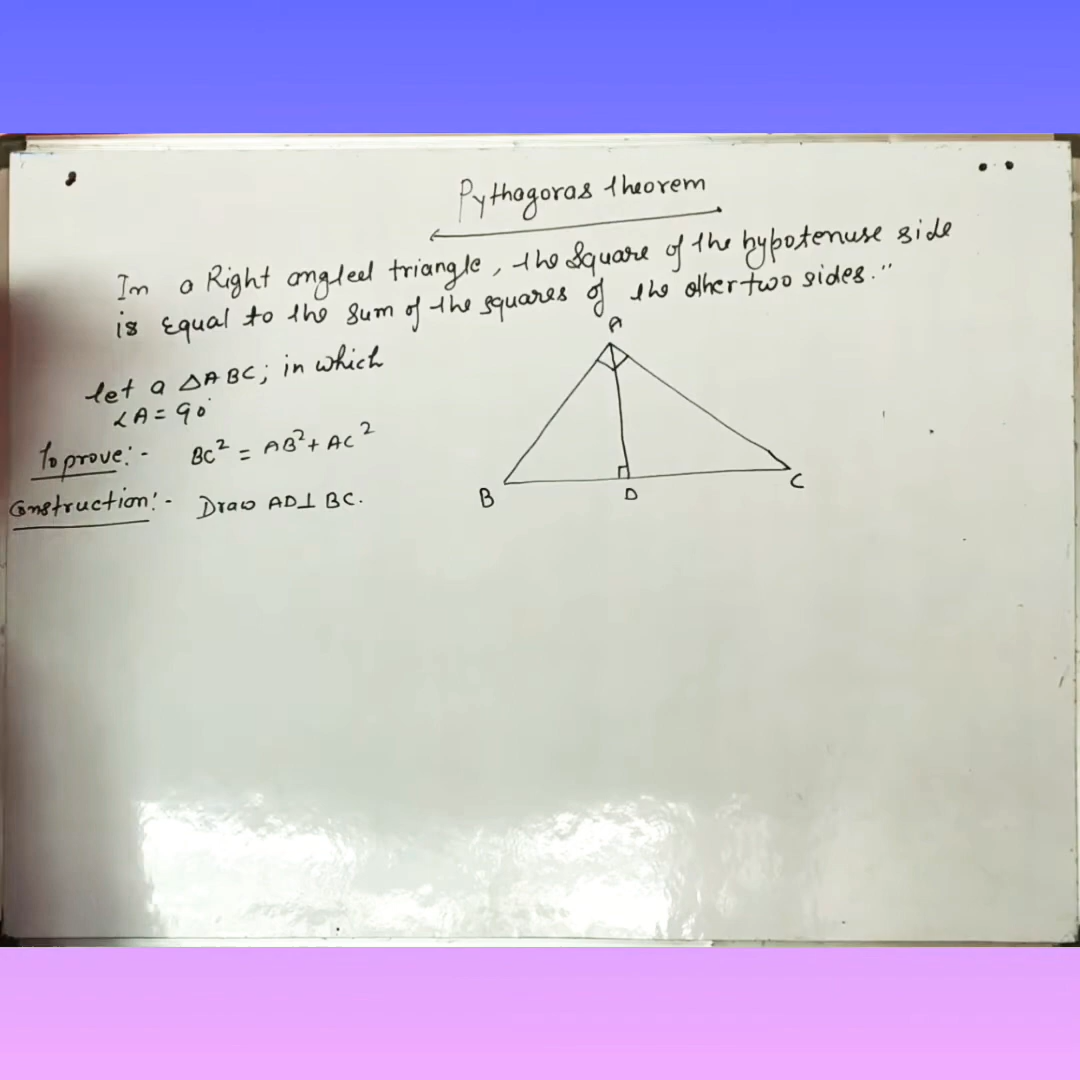 Pythagoras theorem
In a Right angled triangle, the Square of the hypotenuse side
is Equal to the Sum of the squares of the other two sides."
let a △ABC; in which
∠A = 90°
To prove:- BC² = AB² + AC²
Construction:- Draw AD⊥ BC.
A
B
D
C